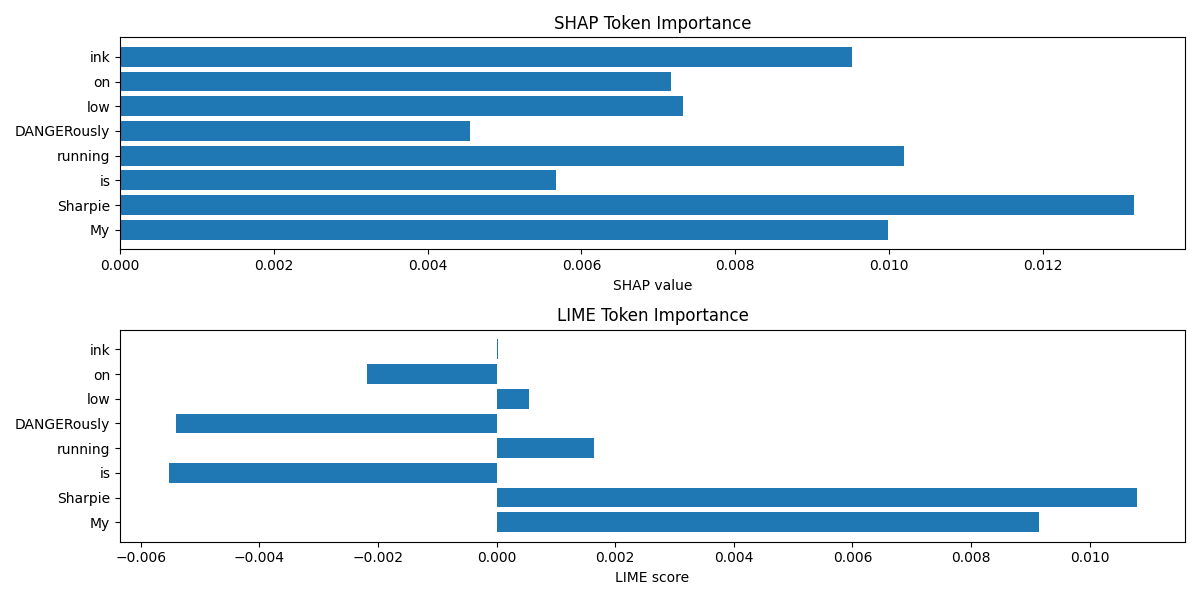 SHAP Token Importance
ink
on
low
DANGERously
running
is
Sharpie
My
0.000 0.002 0.004 0.006 0.008 0.010 0.012
SHAP value
LIME Token Importance
ink
on
low
DANGERously
running
is
Sharpie
My
−0.006 −0.004 −0.002 0.000 0.002 0.004 0.006 0.008 0.010
LIME score